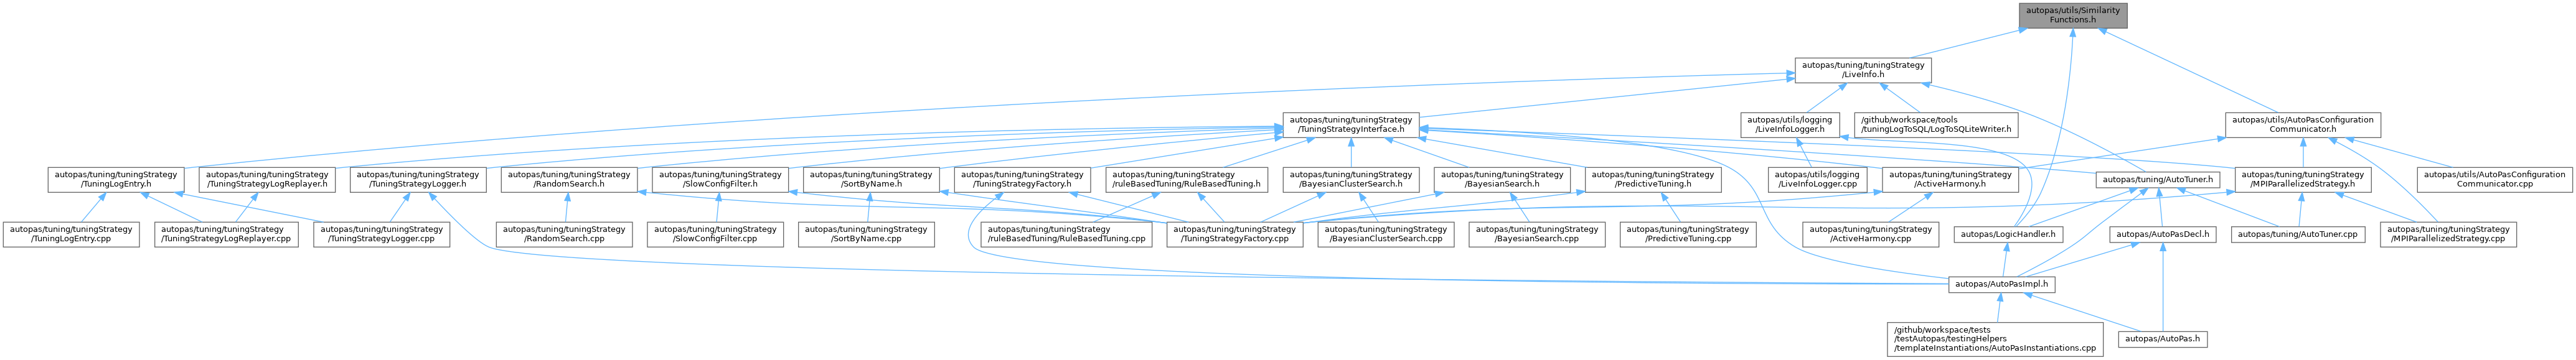 autopas/utils/Similarity
Functions.h
autopas/tuning/tuningStrategy
/LiveInfo.h
autopas/tuning/tuningStrategy
/TuningStrategyInterface.h
autopas/utils/logging
/LiveInfoLogger.h
/github/workspace/tools
/tuningLogToSQL/LogToSQLiteWriter.h
autopas/utils/AutoPasConfiguration
Communicator.h
autopas/tuning/tuningStrategy
/TuningLogEntry.h
autopas/tuning/tuningStrategy
/TuningStrategyLogReplayer.h
autopas/tuning/tuningStrategy
/TuningStrategyLogger.h
autopas/tuning/tuningStrategy
/RandomSearch.h
autopas/tuning/tuningStrategy
/SlowConfigFilter.h
autopas/tuning/tuningStrategy
/SortByName.h
autopas/tuning/tuningStrategy
/TuningStrategyFactory.h
autopas/tuning/tuningStrategy
/ruleBasedTuning/RuleBasedTuning.h
autopas/tuning/tuningStrategy
/BayesianClusterSearch.h
autopas/tuning/tuningStrategy
/BayesianSearch.h
autopas/tuning/tuningStrategy
/PredictiveTuning.h
autopas/utils/logging
/LiveInfoLogger.cpp
autopas/tuning/tuningStrategy
/ActiveHarmony.h
autopas/tuning/AutoTuner.h
autopas/tuning/tuningStrategy
/MPIParallelizedStrategy.h
autopas/utils/AutoPasConfiguration
Communicator.cpp
autopas/tuning/tuningStrategy
/TuningLogEntry.cpp
autopas/tuning/tuningStrategy
/TuningStrategyLogReplayer.cpp
autopas/tuning/tuningStrategy
/TuningStrategyLogger.cpp
autopas/tuning/tuningStrategy
/RandomSearch.cpp
autopas/tuning/tuningStrategy
/SlowConfigFilter.cpp
autopas/tuning/tuningStrategy
/SortByName.cpp
autopas/tuning/tuningStrategy
/ruleBasedTuning/RuleBasedTuning.cpp
autopas/tuning/tuningStrategy
/TuningStrategyFactory.cpp
autopas/tuning/tuningStrategy
/BayesianClusterSearch.cpp
autopas/tuning/tuningStrategy
/BayesianSearch.cpp
autopas/tuning/tuningStrategy
/PredictiveTuning.cpp
autopas/tuning/tuningStrategy
/ActiveHarmony.cpp
autopas/LogicHandler.h
autopas/AutoPasDecl.h
autopas/tuning/AutoTuner.cpp
autopas/tuning/tuningStrategy
/MPIParallelizedStrategy.cpp
autopas/AutoPasImpl.h
/github/workspace/tests
/testAutopas/testingHelpers
/templateInstantiations/AutoPasInstantiations.cpp
autopas/AutoPas.h